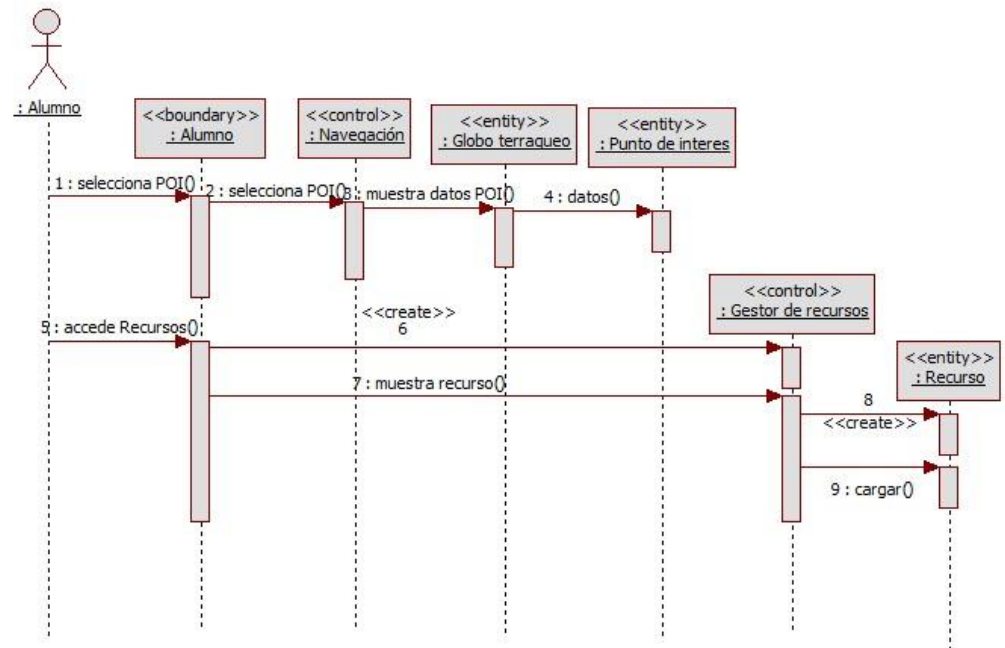 : Alumno
<<boundary>>
: Alumno
<<control>>
: Navegación
<<entity>>
: Globo terraqueo
<<entity>>
: Punto de interes
1 : selecciona POI()
2 : selecciona POI()
3 : muestra datos POI()
4 : datos()
<<control>>
: Gestor de recursos
<<create>>
6
5 : accede Recursos()
<<entity>>
: Recurso
7 : muestra recurso()
8
<<create>>
9 : cargar()